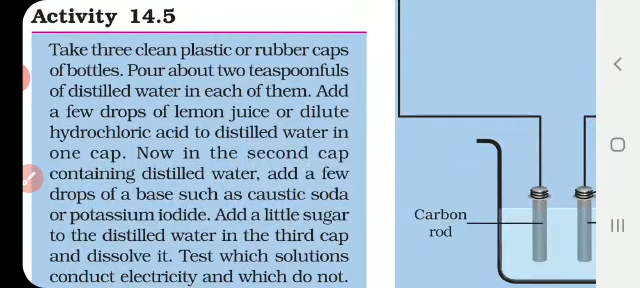 Activity 14.5
Take three clean plastic or rubber caps
of bottles. Pour about two teaspoonfuls
of distilled water in each of them. Add
a few drops of lemon juice or dilute
hydrochloric acid to distilled water in
one cap. Now in the second cap
containing distilled water, add a few
drops of a base such as caustic soda
or potassium iodide. Add a little sugar
to the distilled water in the third cap
and dissolve it. Test which solutions
conduct electricity and which do not.
Carbon
rod